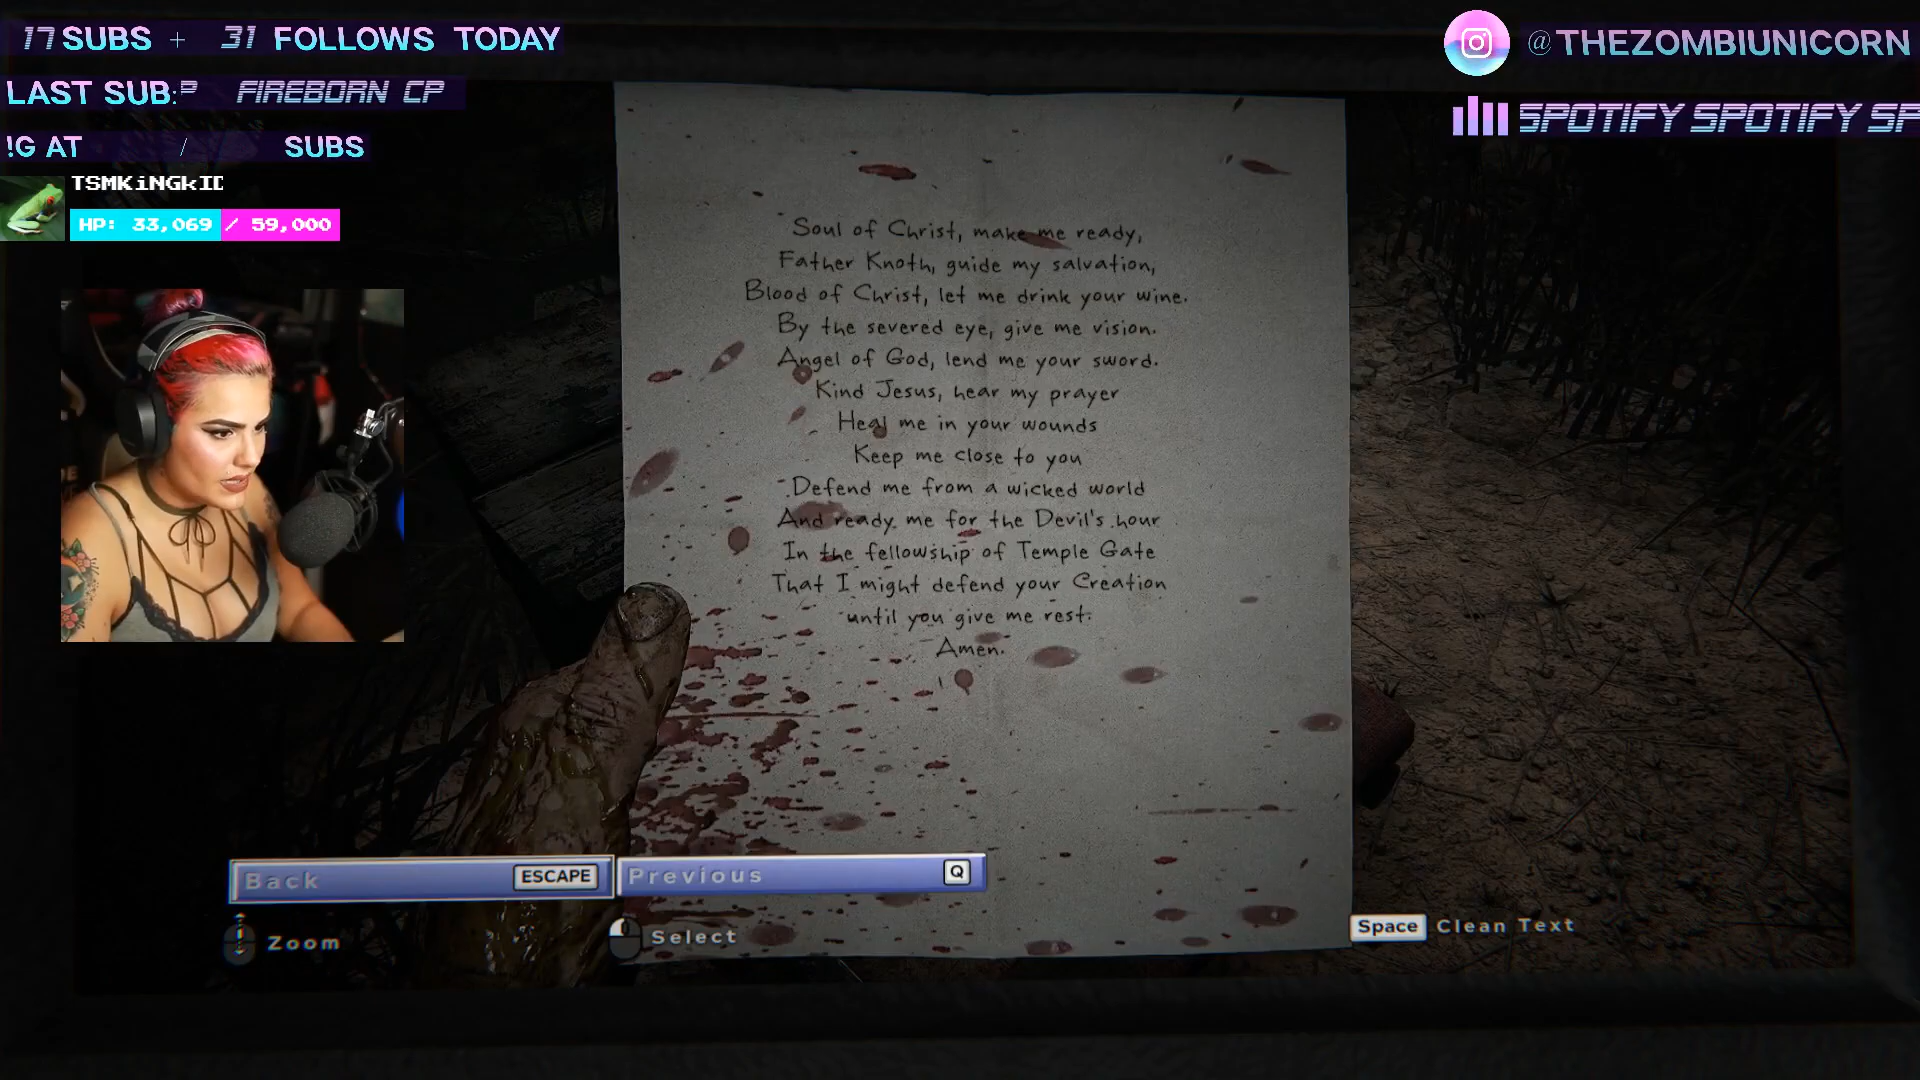 17 SUBS + 31 FOLLOWS TODAY
LAST SUB: P FIREBORN CP
!G AT / SUBS
TSMKiNGkID
HP: 33,069 / 59,000
@THEZOMBIUNICORN
SPOTIFY SPOTIFY SP
Soul of Christ, make me ready,
Father Knoth, guide my salvation,
Blood of Christ, let me drink your wine.
By the severed eye, give me vision.
Angel of God, lend me your sword.
Kind Jesus, hear my prayer
Heal me in your wounds
Keep me close to you
Defend me from a wicked world
And ready me for the Devil's hour
In the fellowship of Temple Gate
That I might defend your Creation
until you give me rest.
Amen.
Back ESCAPE
Previous Q
Zoom
Select
Space Clean Text